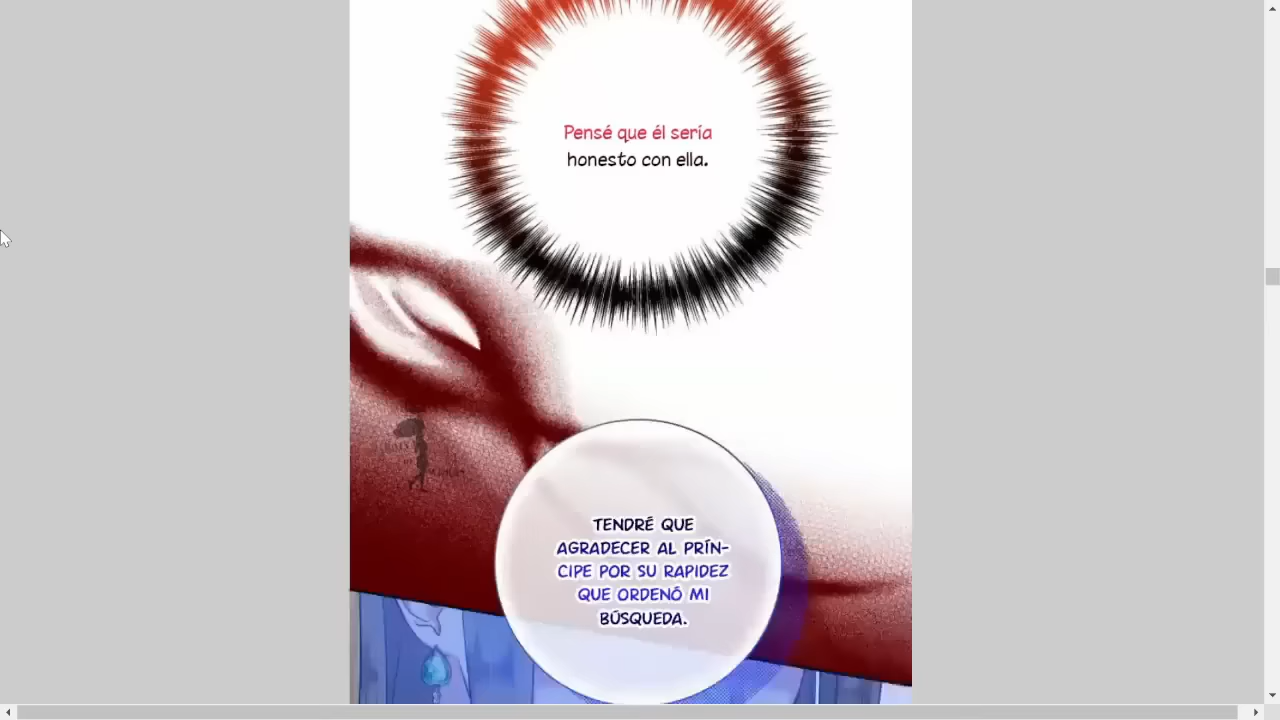 Pensé que él sería
honesto con ella.
TENDRÉ QUE
AGRADECER AL PRÍN-
CIPE POR SU RAPIDEZ
QUE ORDENÓ MI
BÚSQUEDA.